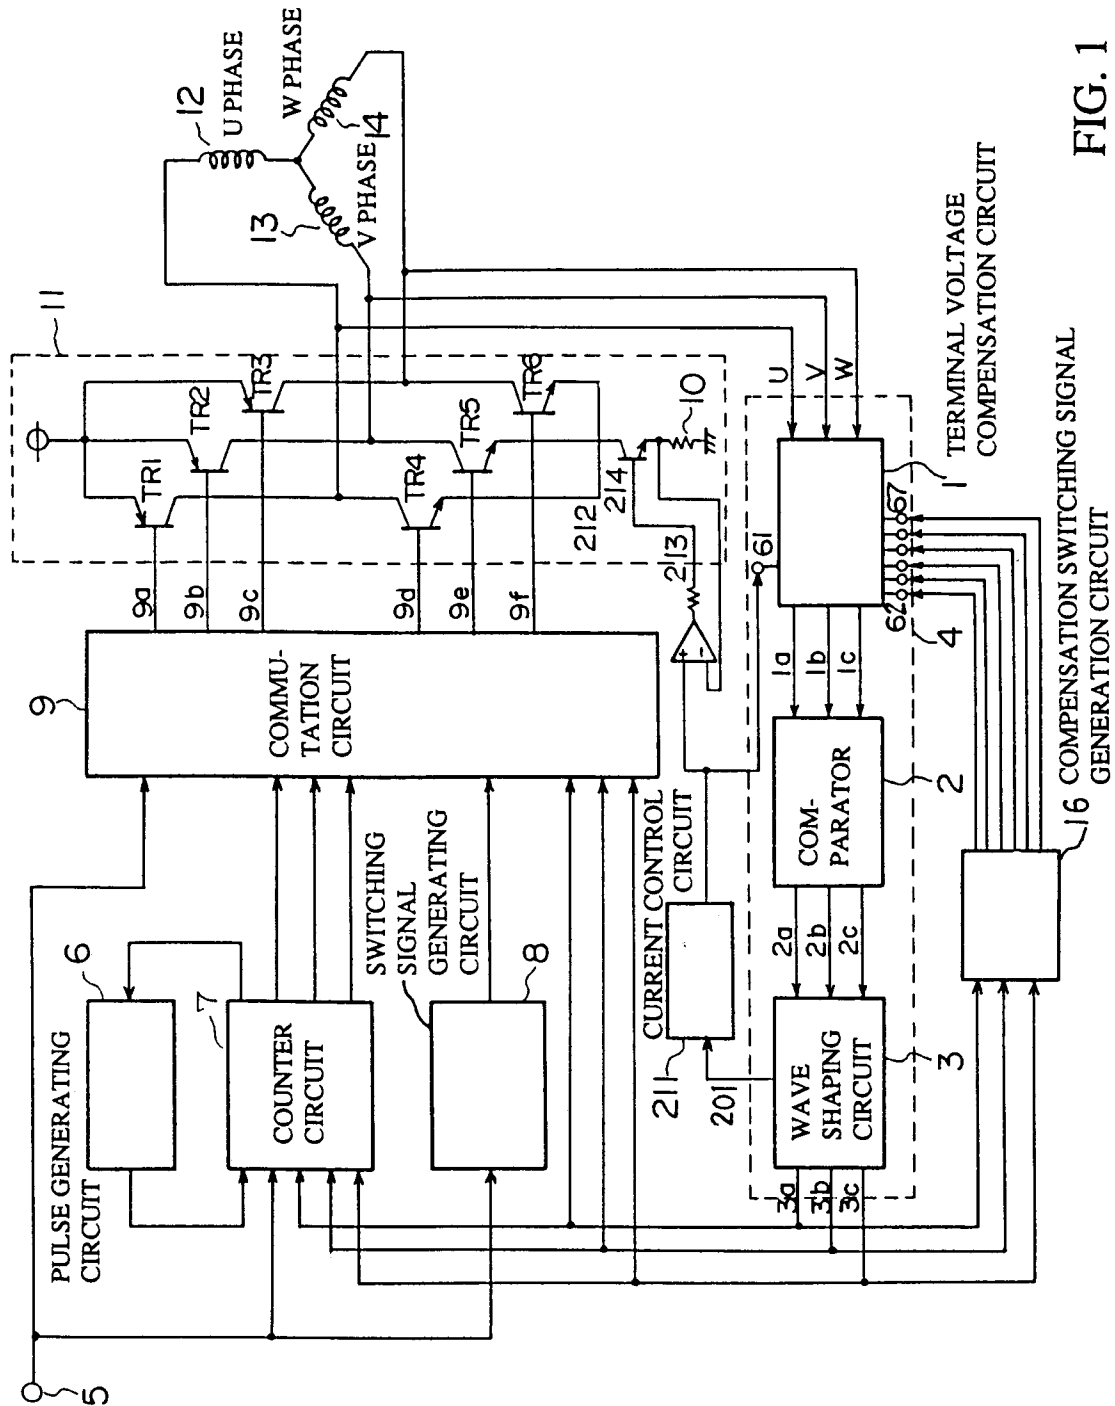 FIG. 1
5
PULSE GENERATING
CIRCUIT
6
7
COUNTER
CIRCUIT
SWITCHING
SIGNAL
GENERATING
CIRCUIT
8
9
COMMU-
TATION
CIRCUIT
9a
9b
9c
9d
9e
9f
11
TR1
TR2
TR3
TR4
TR5
TR6
212
213
214
10
12
U PHASE
W PHASE
14
13
V PHASE
CURRENT CONTROL
CIRCUIT
211
201
61
U
V
W
TERMINAL VOLTAGE
COMPENSATION CIRCUIT
1
67
62
4
1a
1b
1c
COM-
PARATOR
2
2a
2b
2c
WAVE
SHAPING
CIRCUIT
3
3a
3b
3c
16
COMPENSATION SWITCHING SIGNAL
GENERATION CIRCUIT
+
-